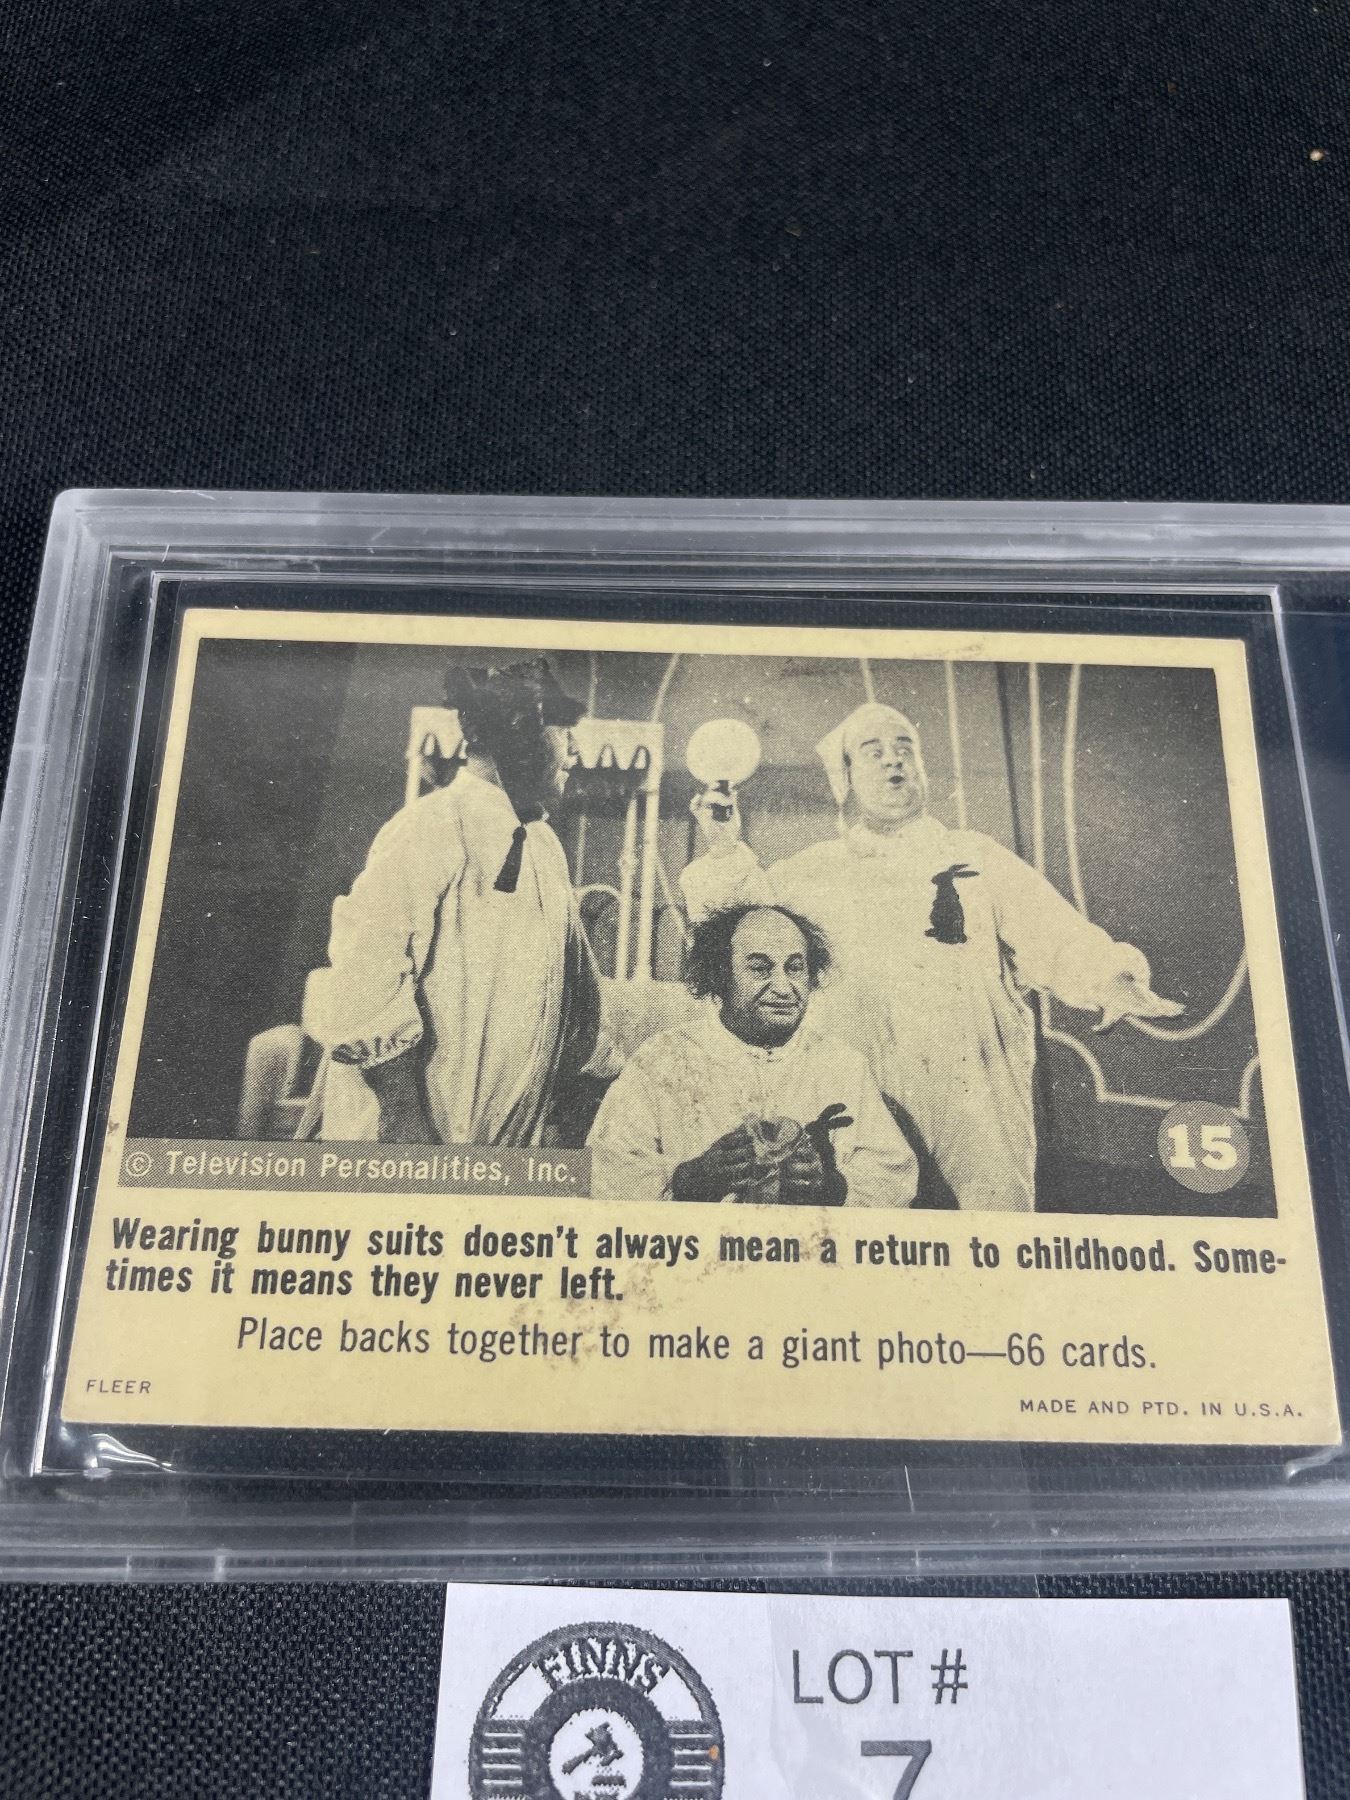 15
© Television Personalities, Inc.
Wearing bunny suits doesn't always mean a return to childhood. Some-
times it means they never left.
Place backs together to make a giant photo—66 cards.
FLEER
MADE AND PTD. IN U.S.A.
FINNS
LOT #
7